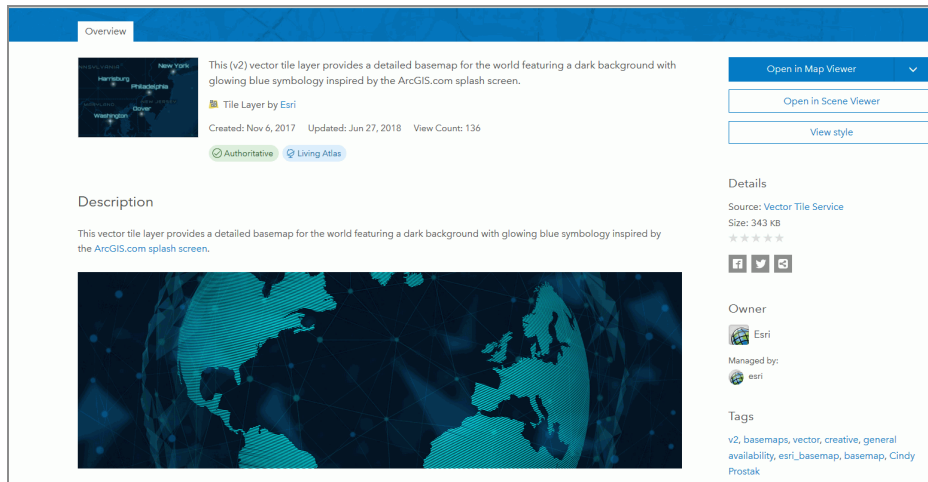 Overview
New York
Harrisburg
Philadelphia
Dover
Washington
This (v2) vector tile layer provides a detailed basemap for the world featuring a dark background with
glowing blue symbology inspired by the ArcGIS.com splash screen.
Tile Layer by Esri
Created: Nov 6, 2017 Updated: Jun 27, 2018 View Count: 136
Authoritative Living Atlas
Description
This vector tile layer provides a detailed basemap for the world featuring a dark background with glowing blue symbology inspired by
the ArcGIS.com splash screen.
Open in Map Viewer
Open in Scene Viewer
View style
Details
Source: Vector Tile Service
Size: 343 KB
Owner
Esri
Managed by:
esri
Tags
v2, basemaps, vector, creative, general
availability, esri_basemap, basemap, Cindy
Prostak